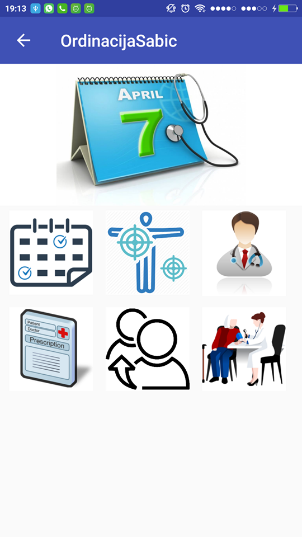 19:13
OrdinacijaSabic
APRIL
7
Patient
Doctor
Prescription